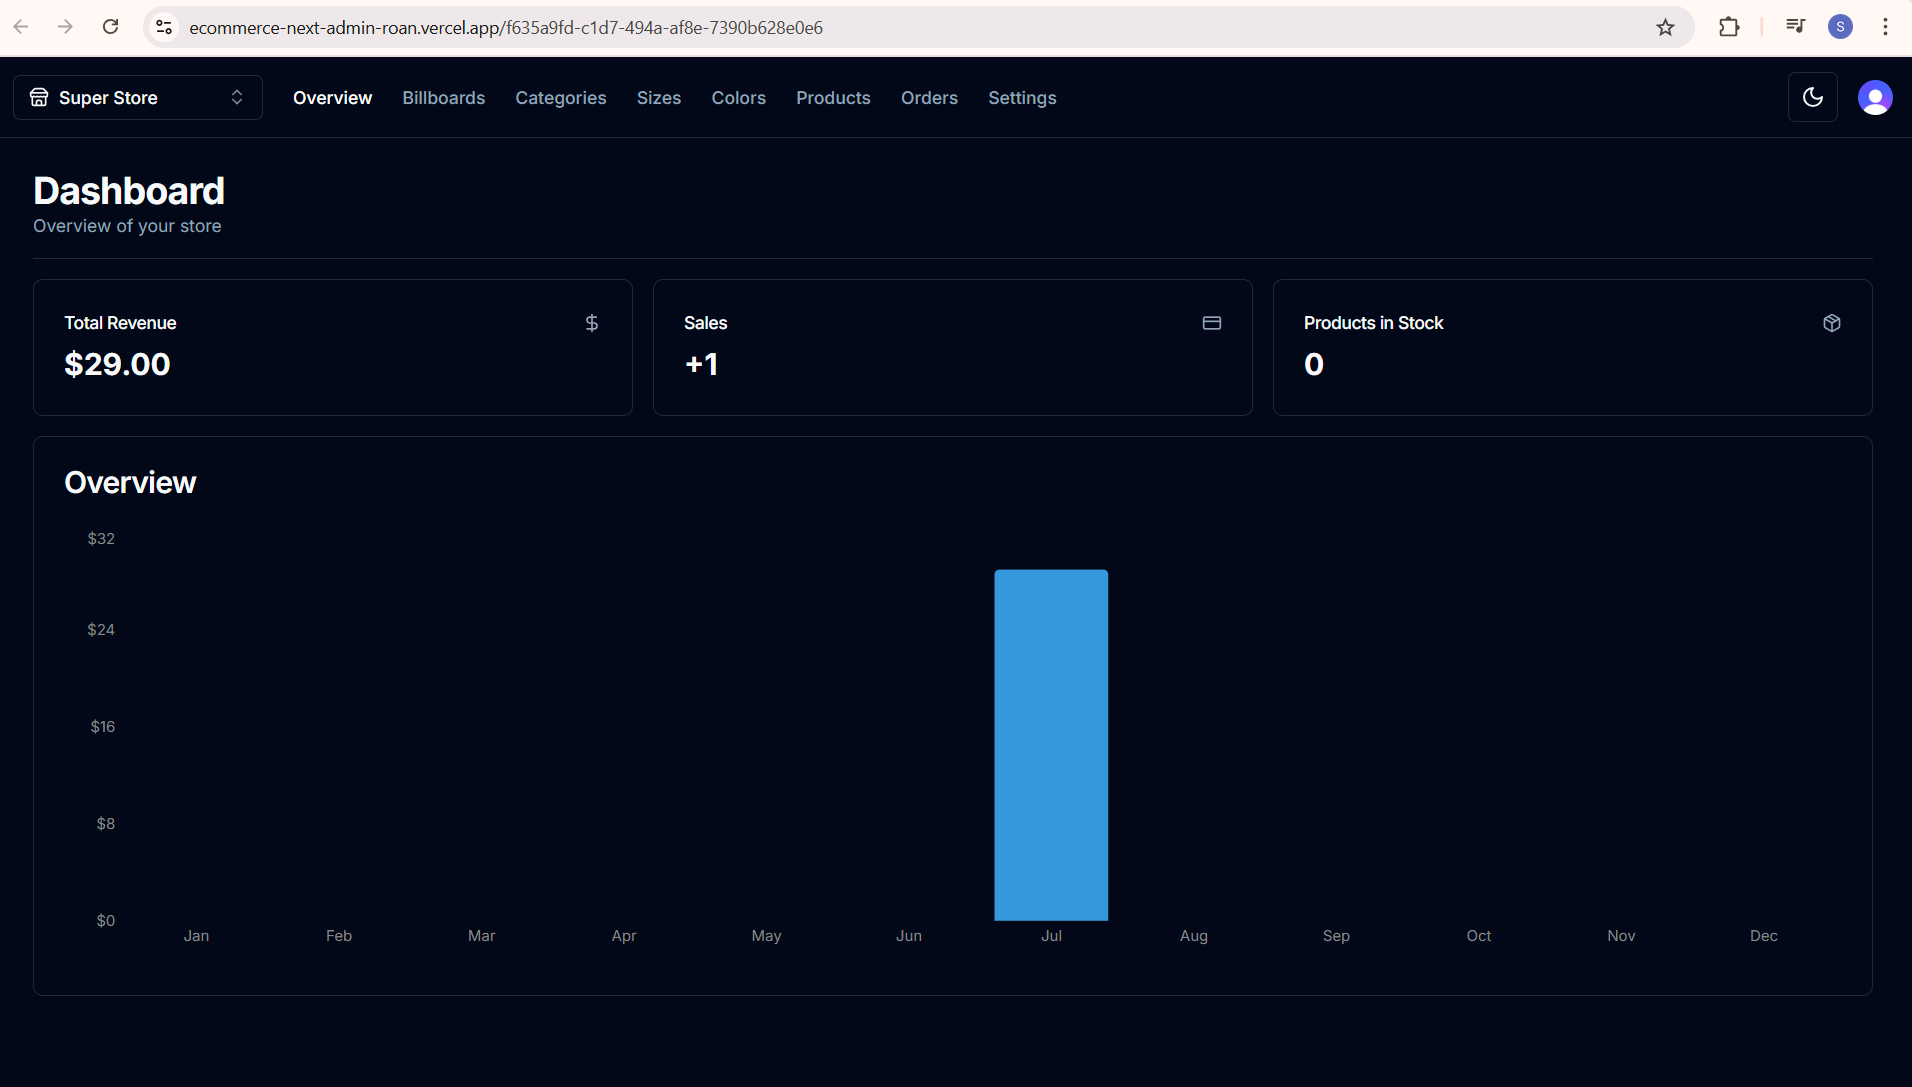 ecommerce-next-admin-roan.vercel.app/f635a9fd-c1d7-494a-af8e-7390b628e0e6
S
Super Store
Overview
Billboards
Categories
Sizes
Colors
Products
Orders
Settings
Dashboard
Overview of your store
Total Revenue
$29.00
Sales
+1
Products in Stock
0
Overview
$32
$24
$16
$8
$0
Jan
Feb
Mar
Apr
May
Jun
Jul
Aug
Sep
Oct
Nov
Dec